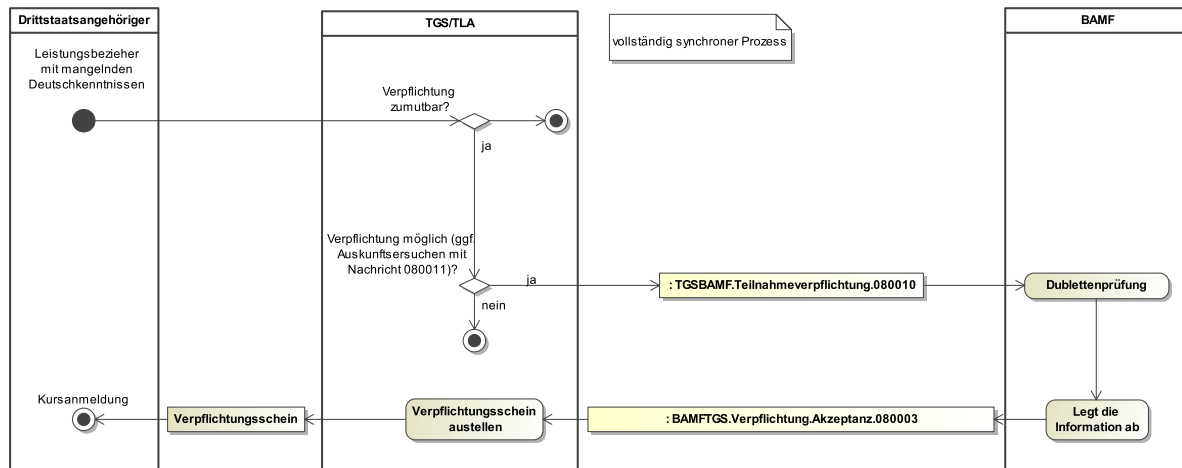 Drittstaatsangehöriger
TGS/TLA
BAMF
vollständig synchroner Prozess
Leistungsbezieher
mit mangelnden
Deutschkenntnissen
Verpflichtung
zumutbar?
ja
Verpflichtung möglich (ggf.
Auskunftsersuchen mit
Nachricht 080011)?
ja
nein
: TGSBAMF.Teilnahmeverpflichtung.080010
Dublettenprüfung
Kursanmeldung
Verpflichtungsschein
Verpflichtungsschein
austellen
: BAMFTGS.Verpflichtung.Akzeptanz.080003
Legt die
Information ab